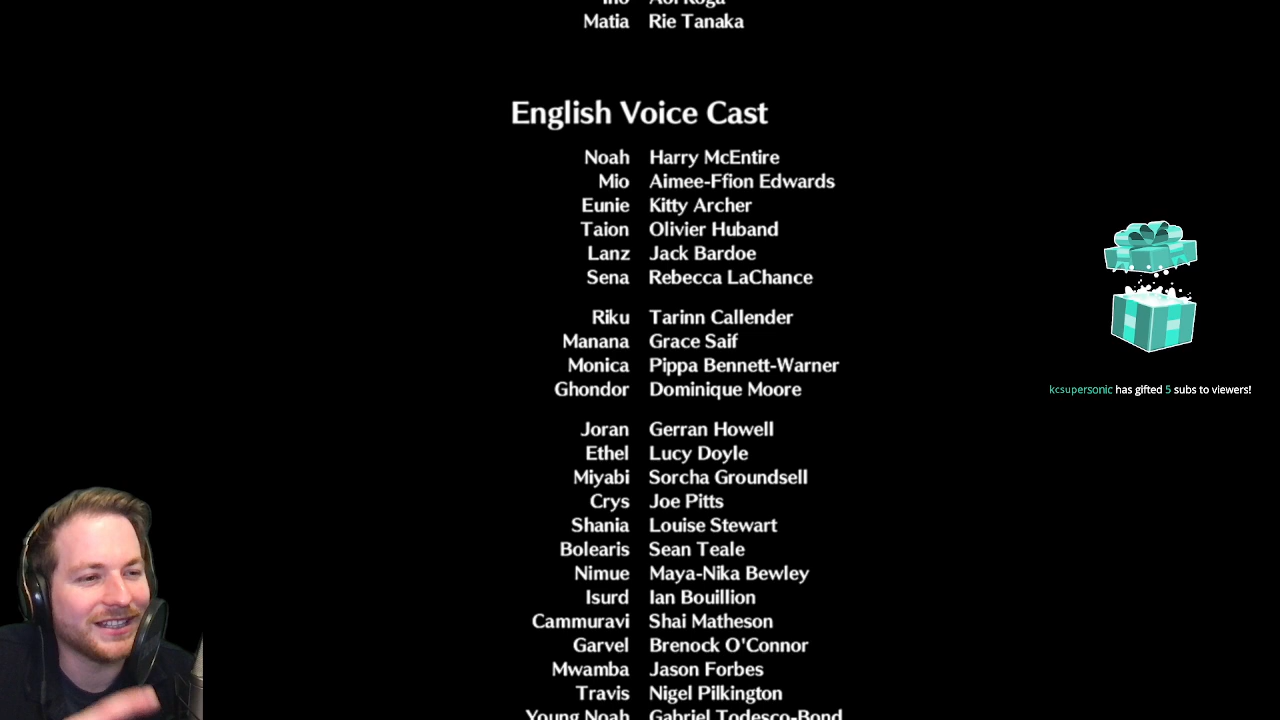 Ino Aoi Koga
Matia Rie Tanaka
English Voice Cast
Noah Harry McEntire
Mio Aimee-Ffion Edwards
Eunie Kitty Archer
Taion Olivier Huband
Lanz Jack Bardoe
Sena Rebecca LaChance
Riku Tarinn Callender
Manana Grace Saif
Monica Pippa Bennett-Warner
Ghondor Dominique Moore
kcsupersonic has gifted 5 subs to viewers!
Joran Gerran Howell
Ethel Lucy Doyle
Miyabi Sorcha Groundsell
Crys Joe Pitts
Shania Louise Stewart
Bolearis Sean Teale
Nimue Maya-Nika Bewley
Isurd Ian Bouillion
Cammuravi Shai Matheson
Garvel Brenock O'Connor
Mwamba Jason Forbes
Travis Nigel Pilkington
Young Noah Gabriel Todesco-Bond